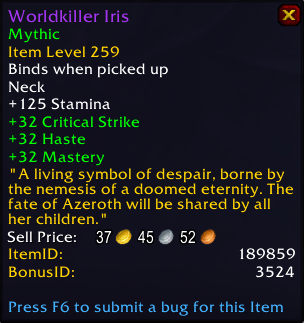 Worldkiller Iris
Mythic
Item Level 259
Binds when picked up
Neck
+125 Stamina
+32 Critical Strike
+32 Haste
+32 Mastery
"A living symbol of despair, borne by
the nemesis of a doomed eternity. The
fate of Azeroth will be shared by all
her children."
Sell Price: 37 45 52
ItemID: 189859
BonusID: 3524
Press F6 to submit a bug for this Item